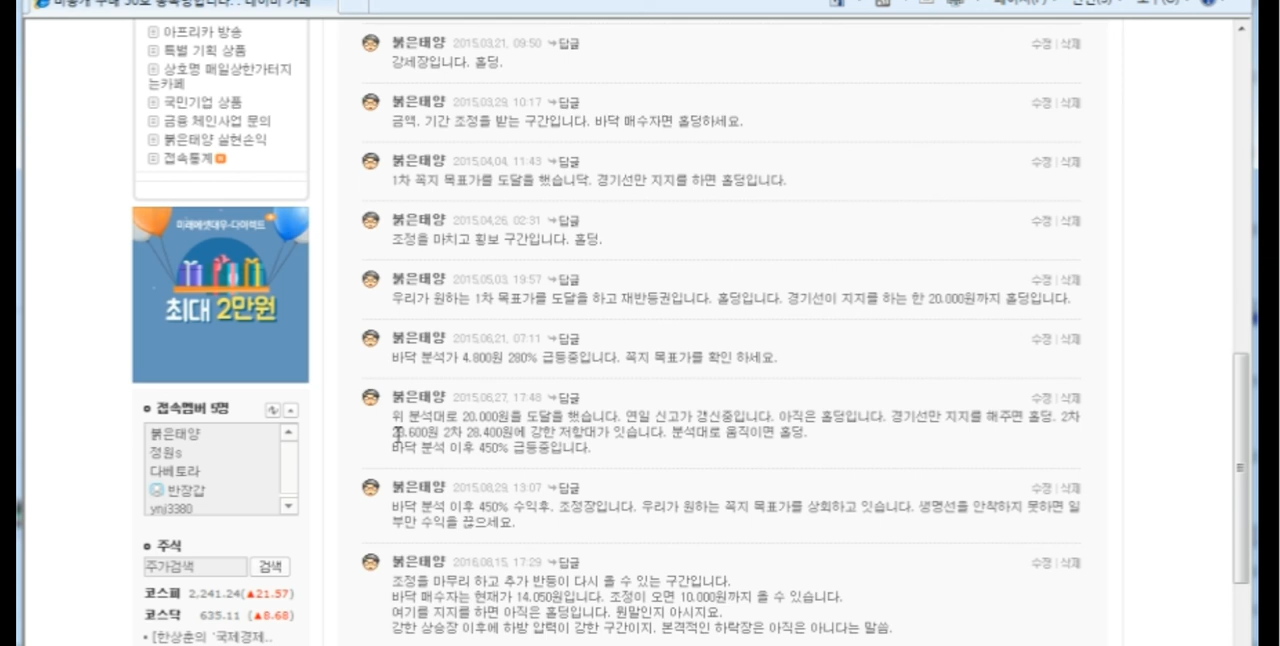 미공개 구매 50호 종목방입니다. : 네이버 카페
아프리카 방송
특별 기획 상품
상호명 매일상한가터지
는카페
국민기업 상품
금융 체인사업 문의
붉은태양 실현손익
접속통계
미래에셋대우-다이렉트
최대 2만원
접속멤버 5명
붉은태양
정원s
다베토라
반장갑
ynj3380
주식
주가검색 검색
코스피 2,241.24(▲21.57)
코스닥 635.11 (▲8.68)
• [한상춘의 '국제경제..
붉은태양 2015.03.21. 09:50 답글 수정 | 삭제
강세장입니다. 홀딩.
붉은태양 2015.03.29. 10:17 답글 수정 | 삭제
금액. 기간 조정을 받는 구간입니다. 바닥 매수자면 홀딩하세요.
붉은태양 2015.04.04. 11:43 답글 수정 | 삭제
1차 꼭지 목표가를 도달을 했습니닥. 경기선만 지지를 하면 홀딩입니다.
붉은태양 2015.04.26. 02:31 답글 수정 | 삭제
조정을 마치고 횡보 구간입니다. 홀딩.
붉은태양 2015.05.03. 19:57 답글 수정 | 삭제
우리가 원하는 1차 목표가를 도달을 하고 재반등권입니다. 홀딩입니다. 경기선이 지지를 하는 한 20.000원까지 홀딩입니다.
붉은태양 2015.06.21. 07:11 답글 수정 | 삭제
바닥 분석가 4.800원 280% 급등중입니다. 꼭지 목표가를 확인 하세요.
붉은태양 2015.06.27. 17:48 답글 수정 | 삭제
위 분석대로 20.000원을 도달을 했습니다. 연일 신고가 갱신중입니다. 아직은 홀딩입니다. 경기선만 지지를 해주면 홀딩. 2차
23.600원 2차 28.400원에 강한 저항대가 잇습니다. 분석대로 움직이면 홀딩.
바닥 분석 이후 450% 급등중입니다.
붉은태양 2015.08.29. 13:07 답글 수정 | 삭제
바닥 분석 이후 450% 수익후. 조정장입니다. 우리가 원하는 꼭지 목표가를 상회하고 잇습니다. 생명선을 안착하지 못하면 일
부만 수익을 끊으세요.
붉은태양 2016.08.15. 17:29 답글 수정 | 삭제
조정을 마무리 하고 추가 반등이 다시 올 수 있는 구간입니다.
바닥 매수자는 현재가 14.050원입니다. 조정이 오면 10.000원까지 올 수 있습니다.
여기를 지지를 하면 아직은 홀딩입니다. 뭔말인지 아시지요.
강한 상승장 이후에 하방 압력이 강한 구간이지. 본격적인 하락장은 아직은 아니다는 말씀.